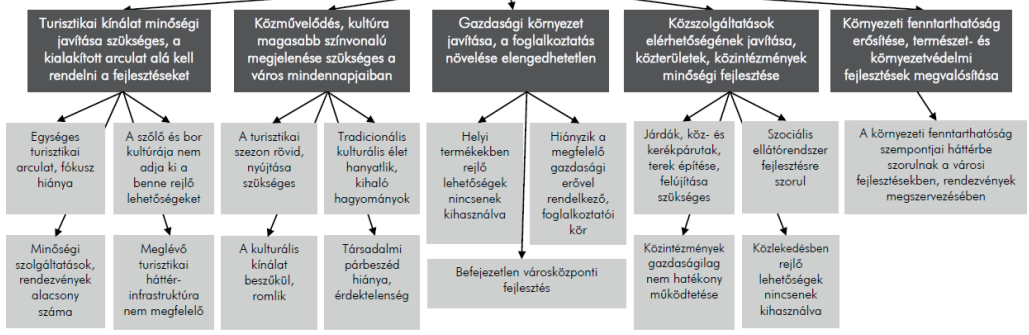 Turisztikai kínálat minőségi
javítása szükséges, a
kialakított arculat alá kell
rendelni a fejlesztéseket
Közművelődés, kultúra
magasabb színvonalú
megjelenése szükséges a
város mindennapjaiban
Gazdasági környezet
javítása, a foglalkoztatás
növelése elengedhetetlen
Közszolgáltatások
elérhetőségének javítása,
közterületek, közintézmények
minőségi fejlesztése
Környezeti fenntarthatóság
erősítése, természet- és
környezetvédelmi
fejlesztések megvalósítása
Egységes
turisztikai
arculat, fókusz
hiánya
A szőlő és bor
kultúrája nem
adja ki a
benne rejlő
lehetőségeket
A turisztikai
szezon rövid,
nyújtása
szükséges
Tradicionális
kulturális élet
hanyatlik,
kihaló
hagyományok
Helyi
termékekben
rejlő
lehetőségek
nincsenek
kihasználva
Hiányzik a
megfelelő
gazdasági
erővel
rendelkező,
foglalkoztatói
kör
Járdák, köz- és
kerékpárutak,
terek építése,
felújítása
szükséges
Szociális
ellátórendszer
fejlesztésre
szorul
A környezeti fenntarthatóság
szempontjai háttérbe
szorulnak a városi
fejlesztésekben, rendezvények
megszervezésében
Minőségi
szolgáltatások,
rendezvények
alacsony
száma
Meglévő
turisztikai
háttér-
infrastruktúra
nem megfelelő
A kulturális
kínálat
beszűkül,
romlik
Társadalmi
párbeszéd
hiánya,
érdektelenség
Befejezetlen városközponti
fejlesztés
Közintézmények
gazdaságilag
nem hatékony
működtetése
Közlekedésben
rejlő
lehetőségek
nincsenek
kihasználva